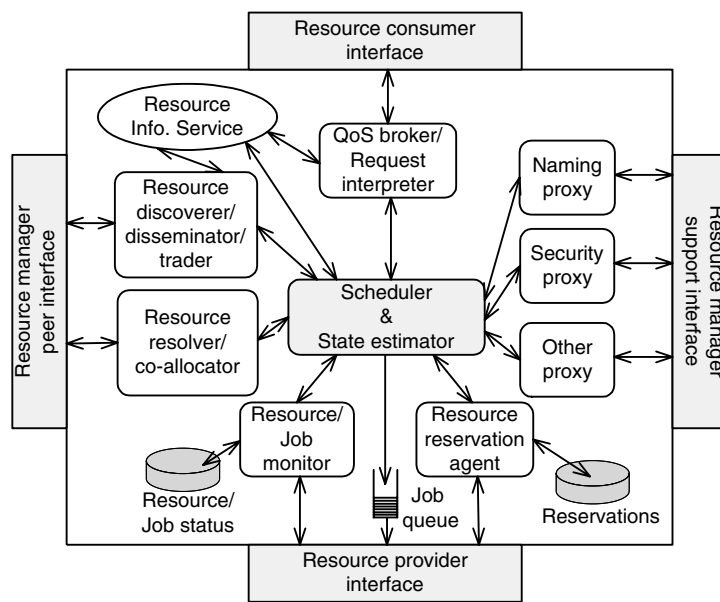 Resource consumer
interface
Resource
Info. Service
QoS broker/
Request
interpreter
Naming
proxy
Resource manager
peer interface
Resource
discoverer/
disseminator/
trader
Security
proxy
Resource manager
support interface
Scheduler
&
State estimator
Resource
resolver/
co-allocator
Other
proxy
Resource/
Job
monitor
Resource
reservation
agent
Resource/
Job status
Job
queue
Reservations
Resource provider
interface